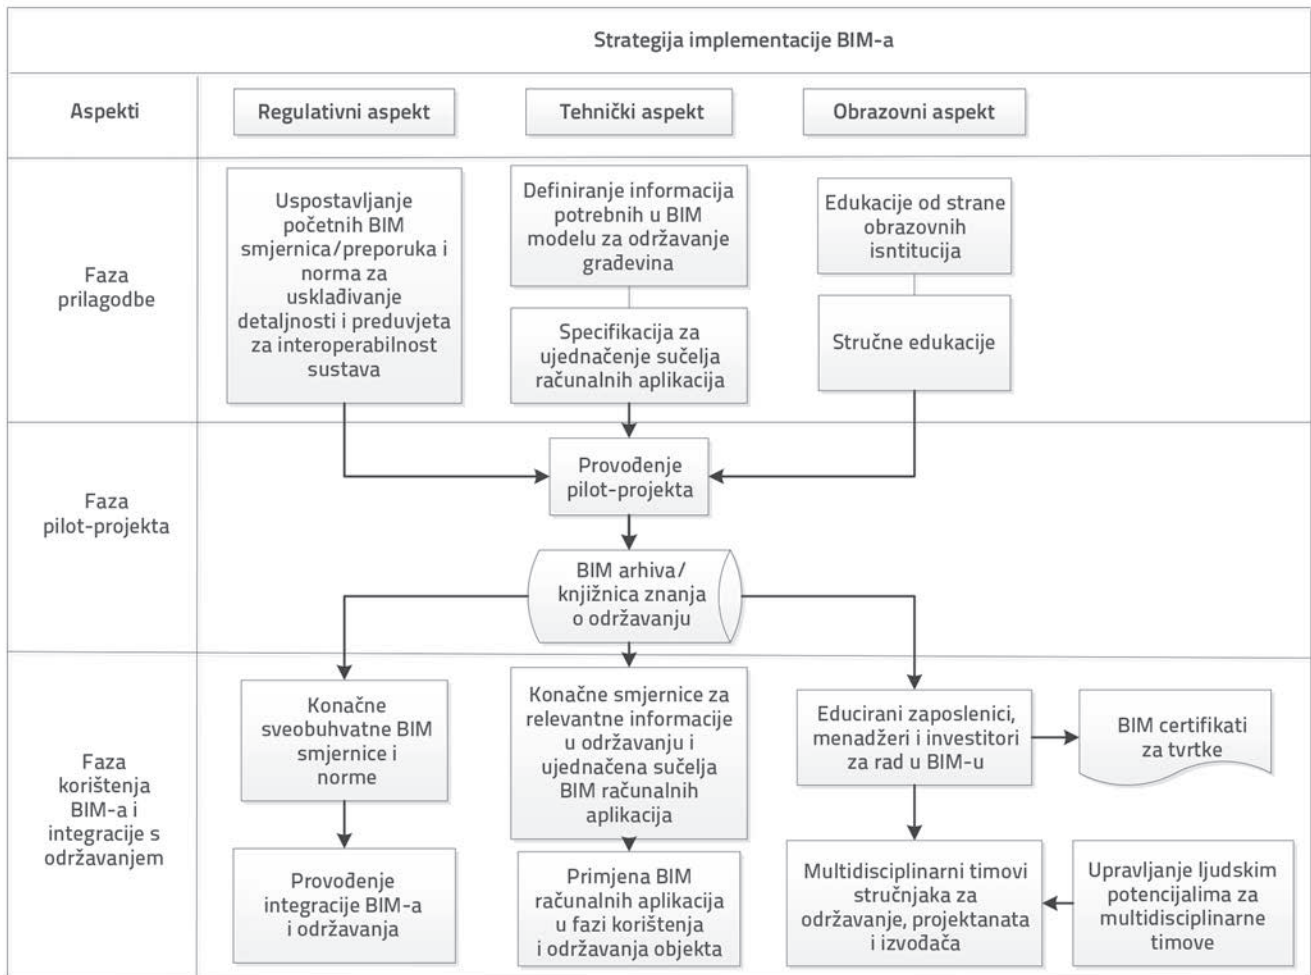 Strategija implementacije BIM-a
Aspekti
Regulativni aspekt
Tehnički aspekt
Obrazovni aspekt
Faza
prilagodbe
Uspostavljanje
početnih BIM
smjernica/preporuka i
norma za
usklađivanje
detaljnosti i preduvjeta
za interoperabilnost
sustava
Definiranje informacija
potrebnih u BIM
modelu za održavanje
građevina
Specifikacija za
ujednačenje sučelja
računalnih aplikacija
Edukacije od strane
obrazovnih
isntitucija
Stručne edukacije
Faza
pilot-projekta
Provođenje
pilot-projekta
BIM arhiva/
knjižnica znanja
o održavanju
Faza
korištenja
BIM-a i
integracije s
održavanjem
Konačne
sveobuhvatne BIM
smjernice i
norme
Provođenje
integracije BIM-a
i održavanja
Konačne smjernice za
relevantne informacije
u održavanju i
ujednačena sučelja
BIM računalnih
aplikacija
Primjena BIM
računalnih aplikacija
u fazi korištenja
i održavanja objekta
Educirani zaposlenici,
menadžeri i investitori
za rad u BIM-u
BIM certifikati
za tvrtke
Multidisciplinarni timovi
stručnjaka za
održavanje, projektanata
i izvođača
Upravljanje ljudskim
potencijalima za
multidisciplinarne
timove